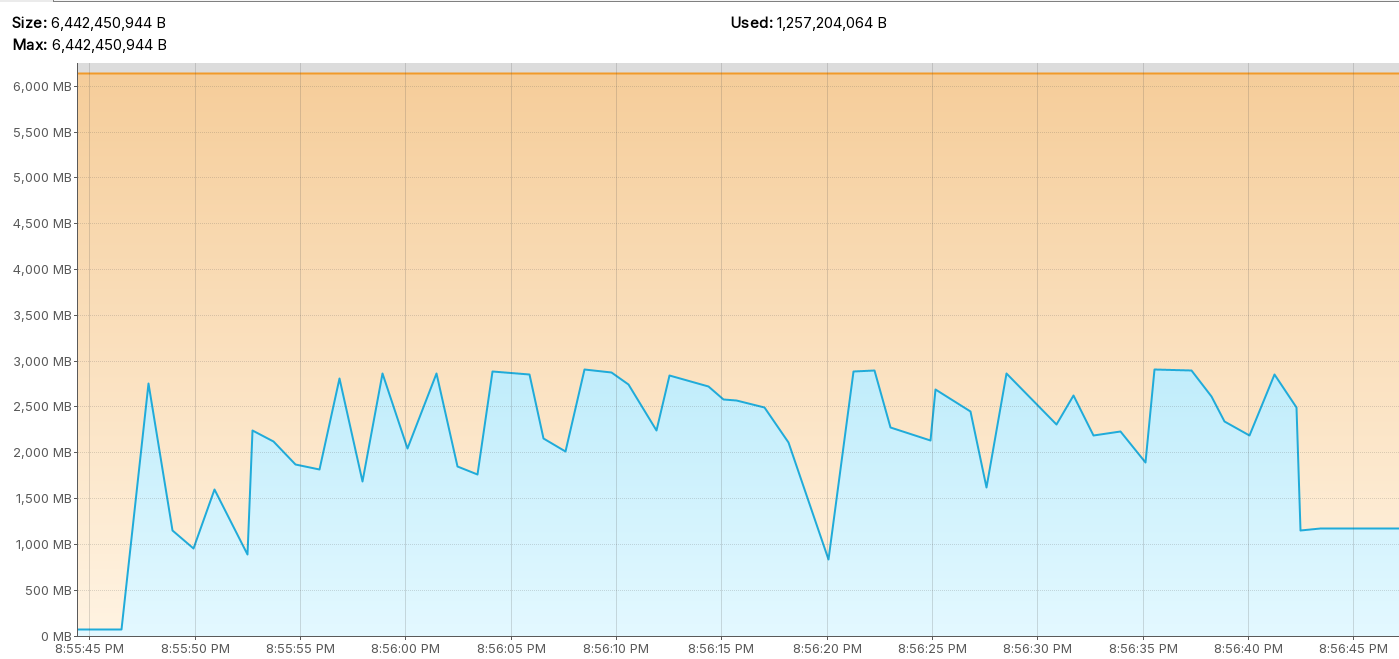 Size: 6,442,450,944 B
Used: 1,257,204,064 B
Max: 6,442,450,944 B
6,000 MB
5,500 MB
5,000 MB
4,500 MB
4,000 MB
3,500 MB
3,000 MB
2,500 MB
2,000 MB
1,500 MB
1,000 MB
500 MB
0 MB
8:55:45 PM 8:55:50 PM 8:55:55 PM 8:56:00 PM 8:56:05 PM 8:56:10 PM 8:56:15 PM 8:56:20 PM 8:56:25 PM 8:56:30 PM 8:56:35 PM 8:56:40 PM 8:56:45 PM